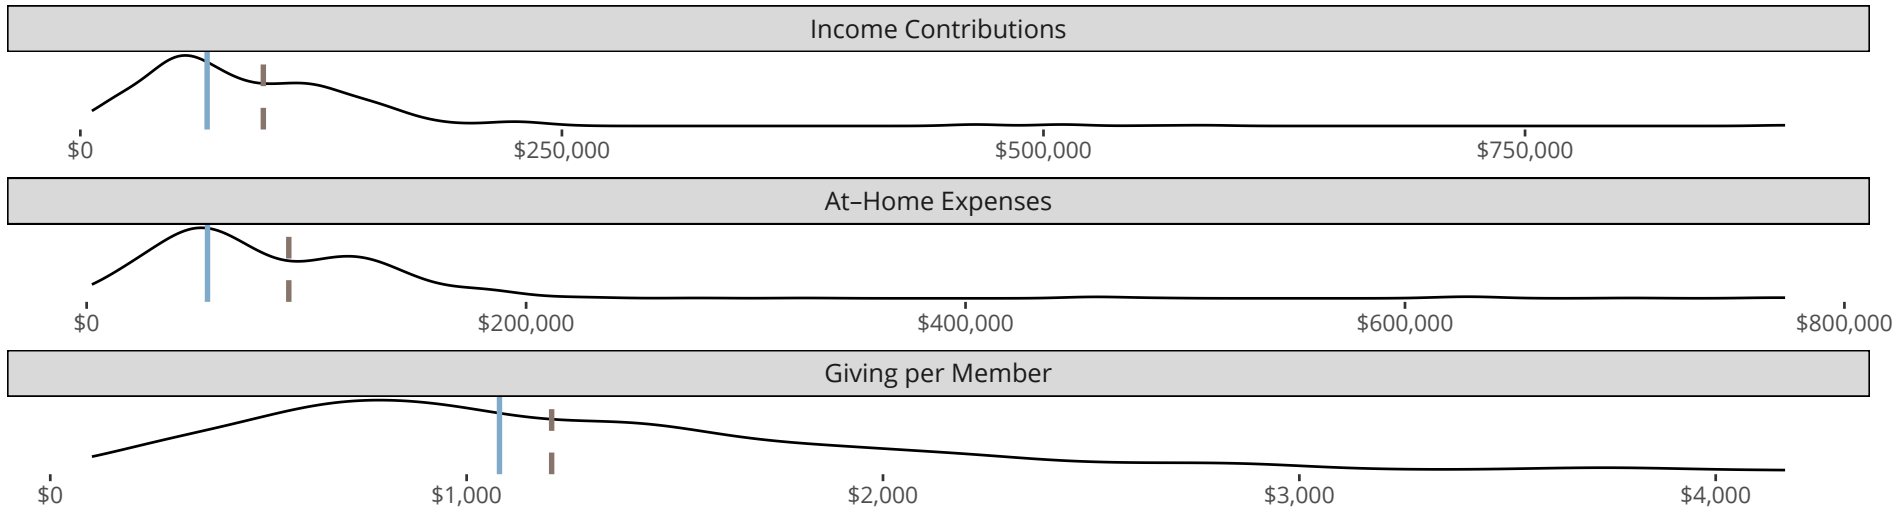 Income Contributions
$0 $250,000 $500,000 $750,000
At–Home Expenses
$0 $200,000 $400,000 $600,000 $800,000
Giving per Member
$0 $1,000 $2,000 $3,000 $4,000